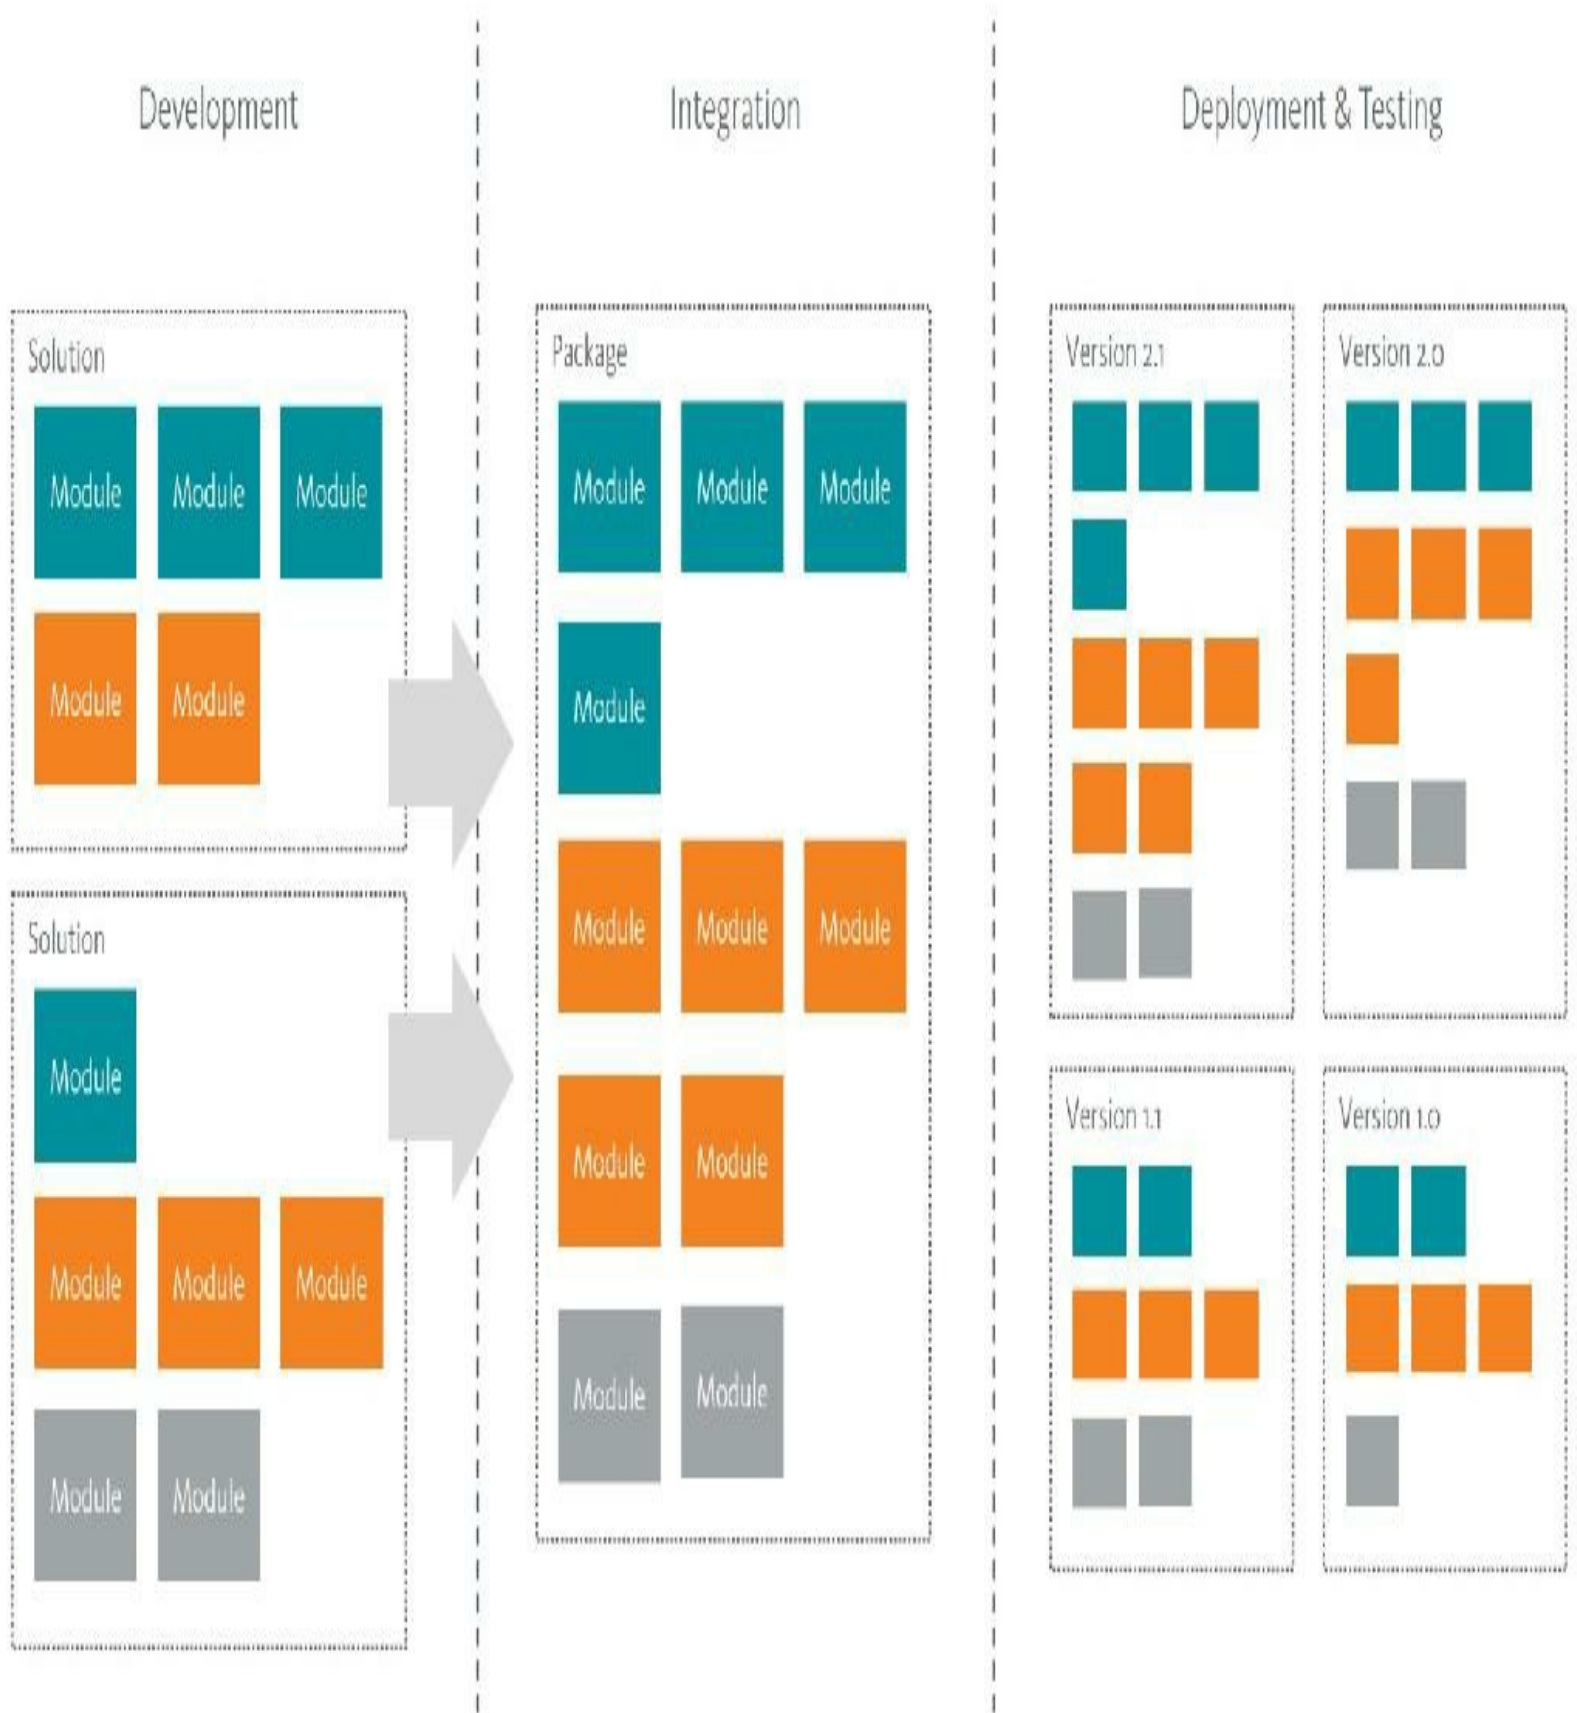 Development
Integration
Deployment & Testing
Solution
Module Module Module
Module Module
Solution
Module
Module Module Module
Module Module
Package
Module Module Module
Module
Module Module Module
Module Module
Module Module
Version 2.1
Version 2.0
Version 1.1
Version 1.0